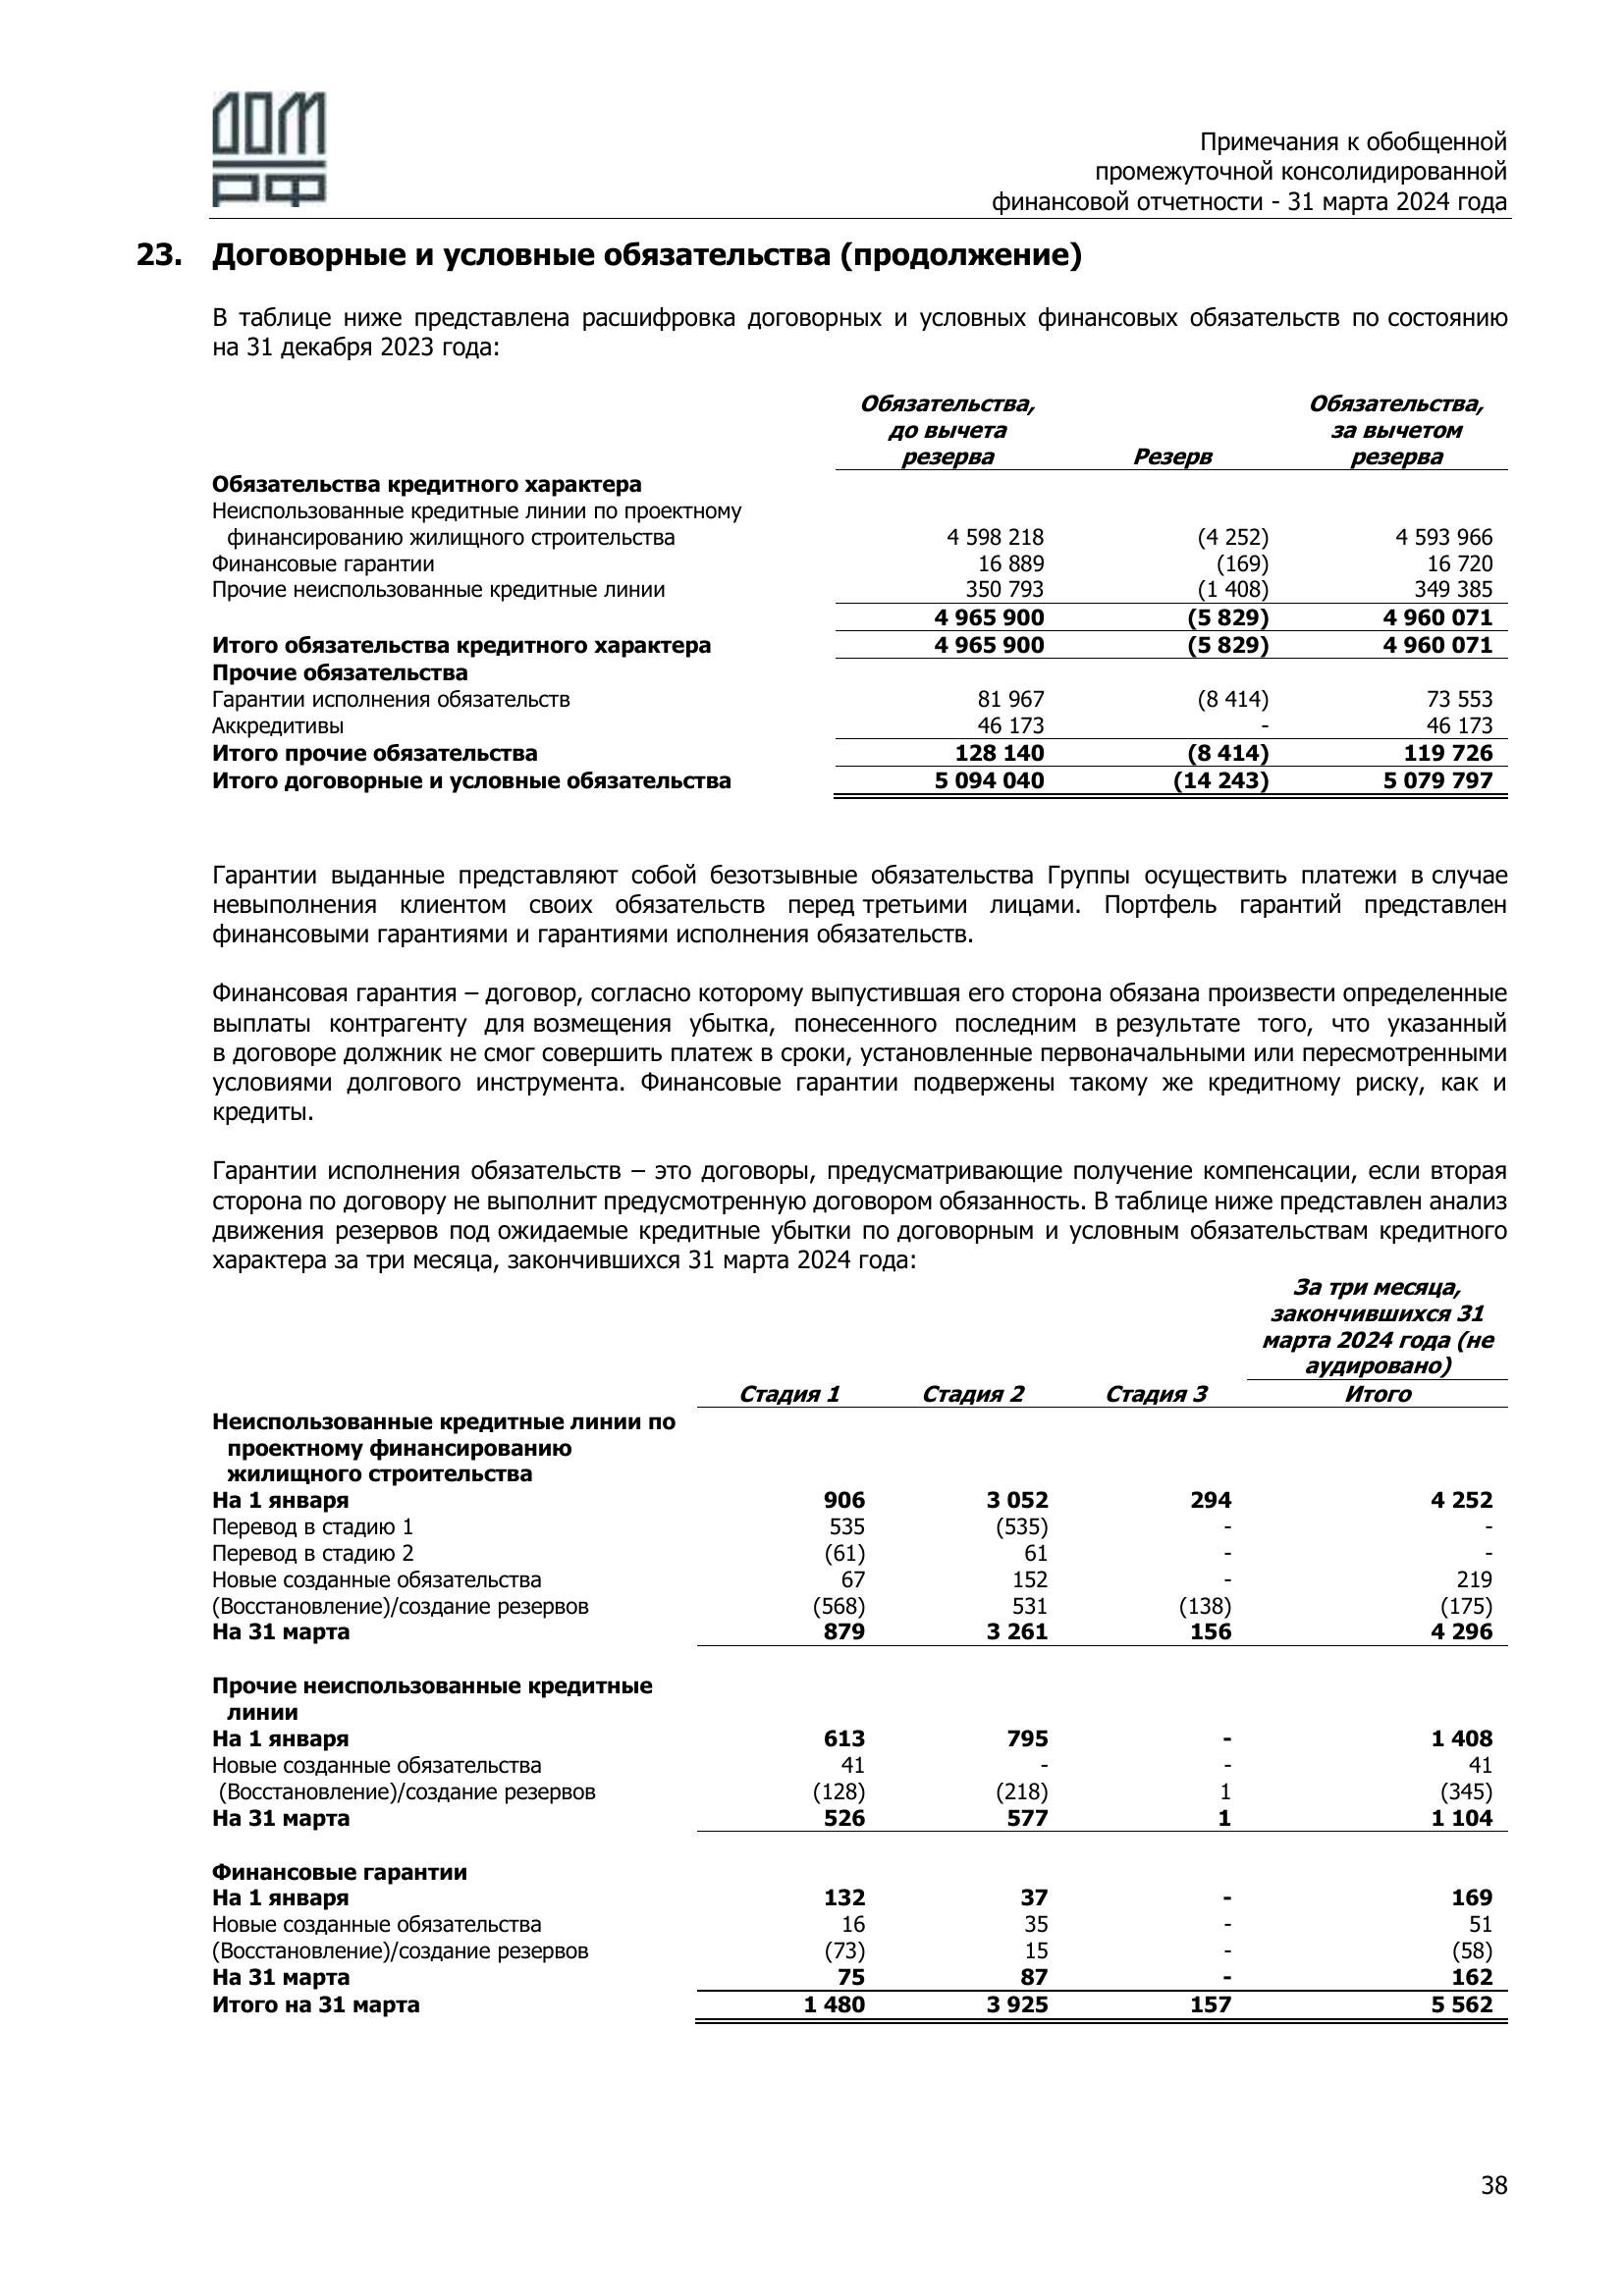 ДОМ
РФ
Примечания к обобщенной
промежуточной консолидированной
финансовой отчетности - 31 марта 2024 года
23. Договорные и условные обязательства (продолжение)
В таблице ниже представлена расшифровка договорных и условных финансовых обязательств по состоянию
на 31 декабря 2023 года:
Обязательства, Обязательства,
до вычета за вычетом
резерва Резерв резерва
Обязательства кредитного характера
Неиспользованные кредитные линии по проектному
финансированию жилищного строительства 4 598 218 (4 252) 4 593 966
Финансовые гарантии 16 889 (169) 16 720
Прочие неиспользованные кредитные линии 350 793 (1 408) 349 385
4 965 900 (5 829) 4 960 071
Итого обязательства кредитного характера 4 965 900 (5 829) 4 960 071
Прочие обязательства
Гарантии исполнения обязательств 81 967 (8 414) 73 553
Аккредитивы 46 173 - 46 173
Итого прочие обязательства 128 140 (8 414) 119 726
Итого договорные и условные обязательства 5 094 040 (14 243) 5 079 797
Гарантии выданные представляют собой безотзывные обязательства Группы осуществить платежи в случае
невыполнения клиентом своих обязательств перед третьими лицами. Портфель гарантий представлен
финансовыми гарантиями и гарантиями исполнения обязательств.
Финансовая гарантия – договор, согласно которому выпустившая его сторона обязана произвести определенные
выплаты контрагенту для возмещения убытка, понесенного последним в результате того, что указанный
в договоре должник не смог совершить платеж в сроки, установленные первоначальными или пересмотренными
условиями долгового инструмента. Финансовые гарантии подвержены такому же кредитному риску, как и
кредиты.
Гарантии исполнения обязательств – это договоры, предусматривающие получение компенсации, если вторая
сторона по договору не выполнит предусмотренную договором обязанность. В таблице ниже представлен анализ
движения резервов под ожидаемые кредитные убытки по договорным и условным обязательствам кредитного
характера за три месяца, закончившихся 31 марта 2024 года:
За три месяца,
закончившихся 31
марта 2024 года (не
аудировано)
Стадия 1 Стадия 2 Стадия 3 Итого
Неиспользованные кредитные линии по
проектному финансированию
жилищного строительства
На 1 января 906 3 052 294 4 252
Перевод в стадию 1 535 (535) - -
Перевод в стадию 2 (61) 61 - -
Новые созданные обязательства 67 152 - 219
(Восстановление)/создание резервов (568) 531 (138) (175)
На 31 марта 879 3 261 156 4 296
Прочие неиспользованные кредитные
линии
На 1 января 613 795 - 1 408
Новые созданные обязательства 41 - - 41
(Восстановление)/создание резервов (128) (218) 1 (345)
На 31 марта 526 577 1 1 104
Финансовые гарантии
На 1 января 132 37 - 169
Новые созданные обязательства 16 35 - 51
(Восстановление)/создание резервов (73) 15 - (58)
На 31 марта 75 87 - 162
Итого на 31 марта 1 480 3 925 157 5 562
38